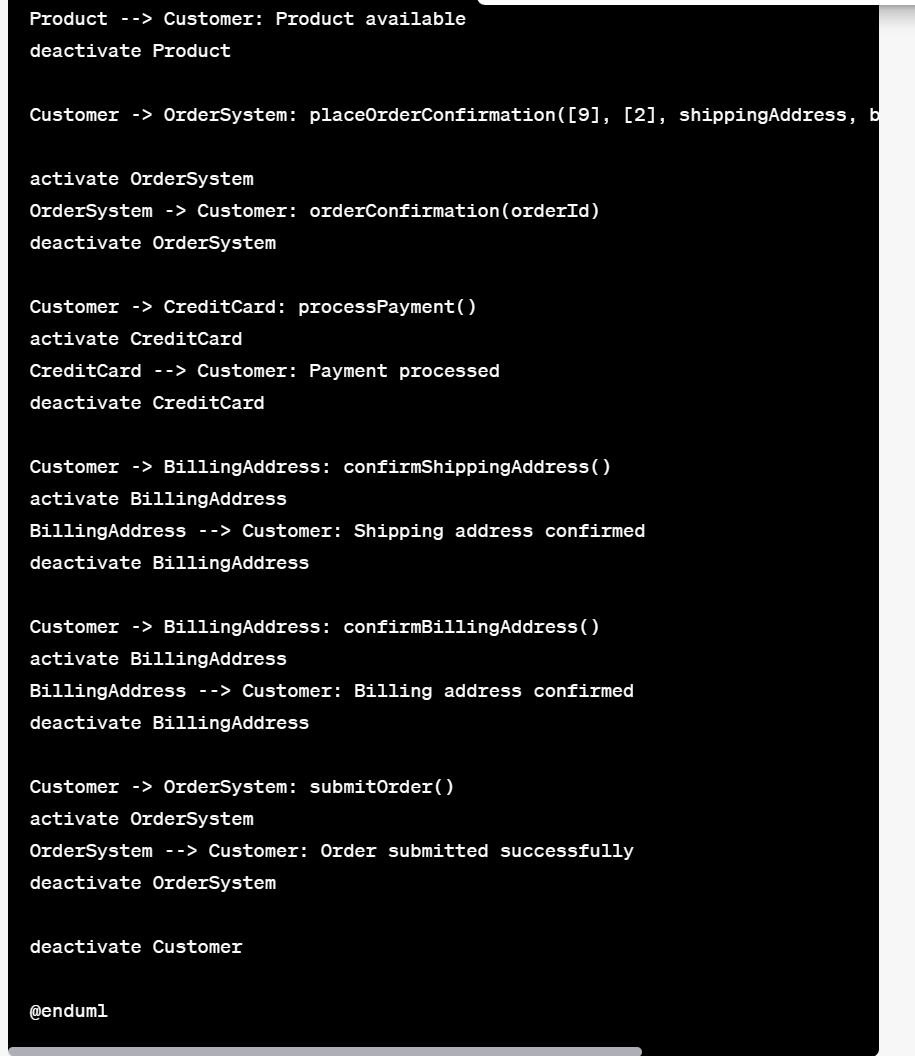 Product --> Customer: Product available
deactivate Product
Customer -> OrderSystem: placeOrderConfirmation([9], [2], shippingAddress, b
activate OrderSystem
OrderSystem -> Customer: orderConfirmation(orderId)
deactivate OrderSystem
Customer -> CreditCard: processPayment()
activate CreditCard
CreditCard --> Customer: Payment processed
deactivate CreditCard
Customer -> BillingAddress: confirmShippingAddress()
activate BillingAddress
BillingAddress --> Customer: Shipping address confirmed
deactivate BillingAddress
Customer -> BillingAddress: confirmBillingAddress()
activate BillingAddress
BillingAddress --> Customer: Billing address confirmed
deactivate BillingAddress
Customer -> OrderSystem: submitOrder()
activate OrderSystem
OrderSystem --> Customer: Order submitted successfully
deactivate OrderSystem
deactivate Customer
@enduml